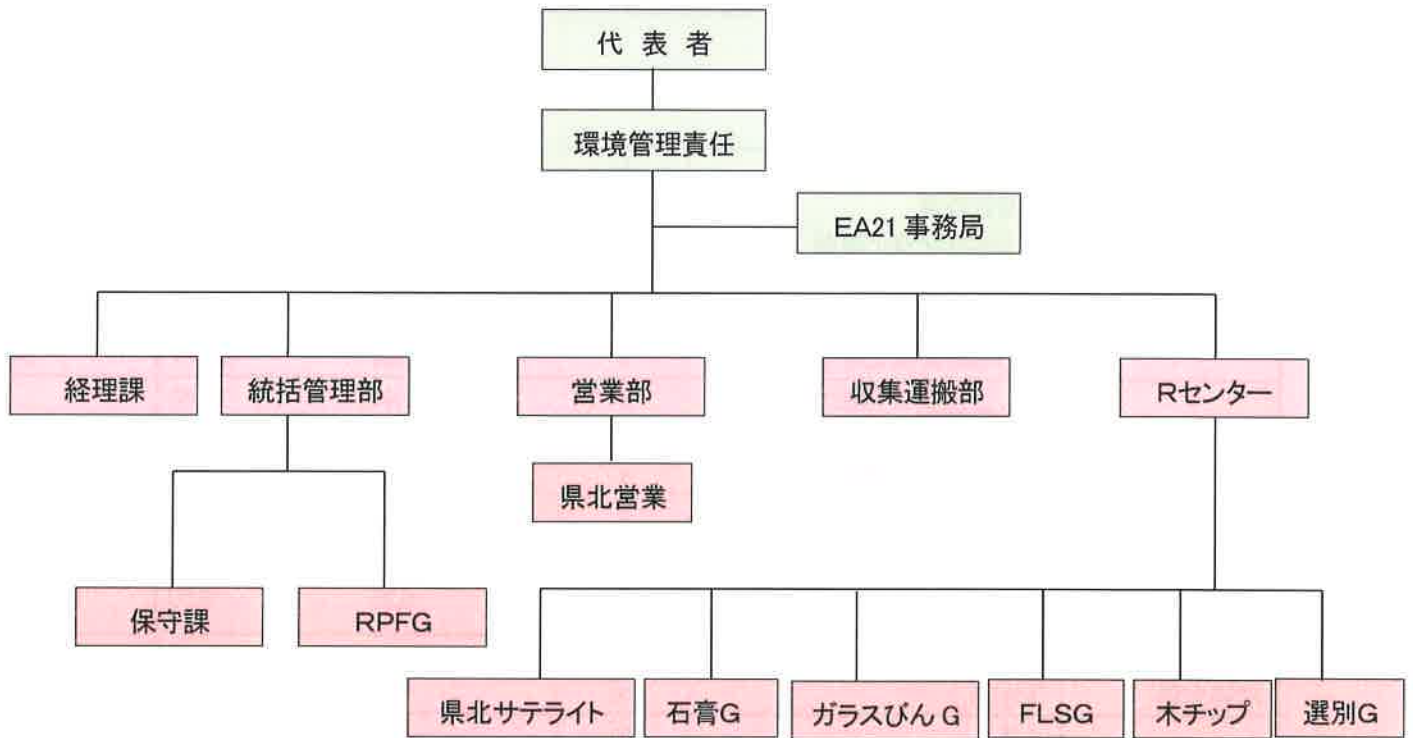 代 表 者
環境管理責任
EA21 事務局
経理課
統括管理部
営業部
収集運搬部
Rセンター
県北営業
保守課
RPFG
県北サテライト
石膏G
ガラスびんG
FLSG
木チップ
選別G